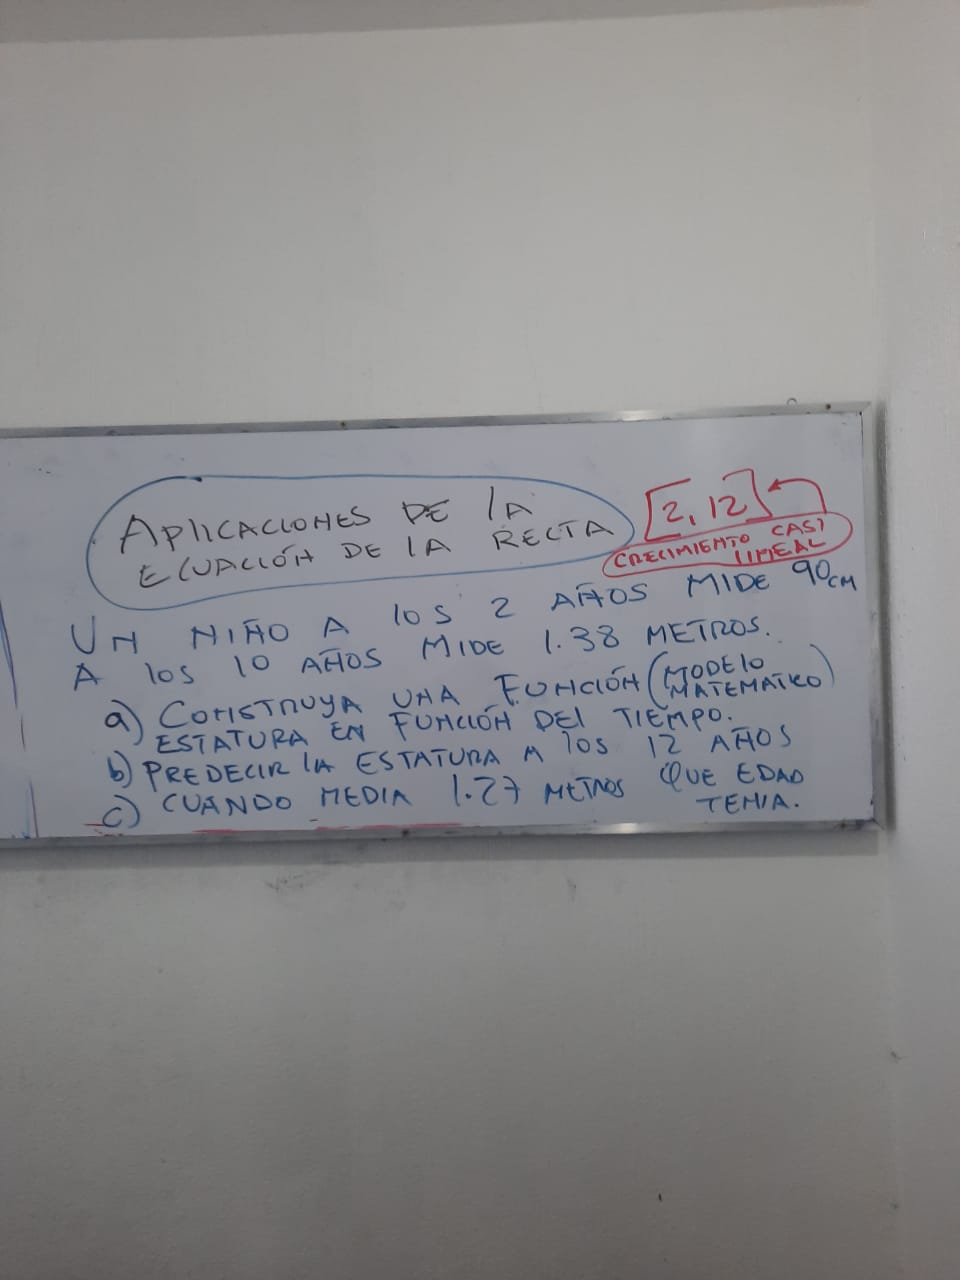 APLICACIONES DE LA
ECUACIÓN DE LA RECTA
[2, 12]
CRECIMIENTO CASI
LINEAL
UN NIÑO A LOS 2 AÑOS MIDE 90 CM
A LOS 10 AÑOS MIDE 1.38 METROS.
a) CONSTRUYA UNA FUNCIÓN (MODELO MATEMATICO)
ESTATURA EN FUNCIÓN DEL TIEMPO.
b) PREDECIR LA ESTATURA A LOS 12 AÑOS
c) CUANDO MEDIA 1.27 METROS QUE EDAD
TENIA.